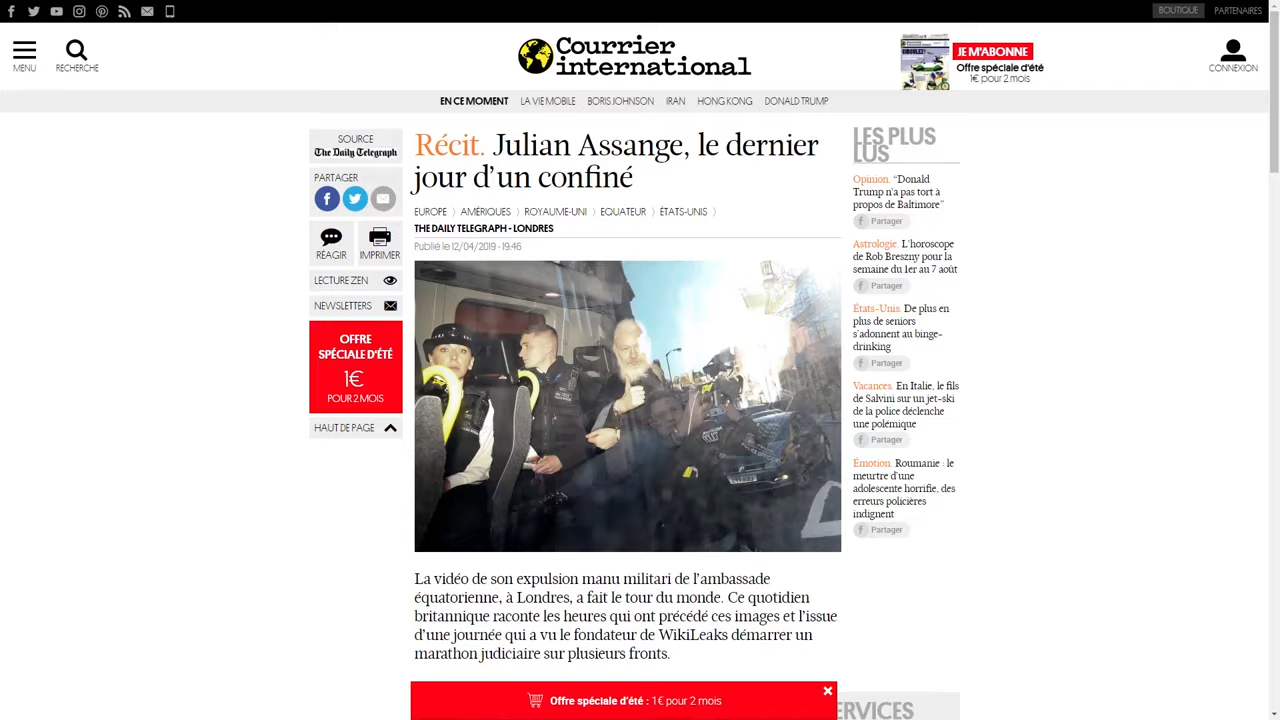 BOUTIQUE
PARTENAIRES
MENU
RECHERCHE
Courrier
international
JE M'ABONNE
Offre spéciale d'été
1€ pour 2 mois
CONNEXION
EN CE MOMENT LA VIE MOBILE BORIS JOHNSON IRAN HONG KONG DONALD TRUMP
SOURCE
The Daily Telegraph
PARTAGER
RÉAGIR
IMPRIMER
LECTURE ZEN
NEWSLETTERS
OFFRE
SPÉCIALE D'ÉTÉ
1€
POUR 2 MOIS
HAUT DE PAGE
Récit. Julian Assange, le dernier
jour d’un confiné
EUROPE AMÉRIQUES ROYAUME-UNI EQUATEUR ÉTATS-UNIS
THE DAILY TELEGRAPH - LONDRES
Publié le 12/04/2019 - 19:46
La vidéo de son expulsion manu militari de l’ambassade
équatorienne, à Londres, a fait le tour du monde. Ce quotidien
britannique raconte les heures qui ont précédé ces images et l’issue
d’une journée qui a vu le fondateur de WikiLeaks démarrer un
marathon judiciaire sur plusieurs fronts.
LES PLUS
LUS
Opinion. “Donald
Trump n’a pas tort à
propos de Baltimore”
Partager
Astrologie. L’horoscope
de Rob Breszny pour la
semaine du 1er au 7 août
Partager
États-Unis. De plus en
plus de seniors
s’adonnent au binge-
drinking
Partager
Vacances. En Italie, le fils
de Salvini sur un jet-ski
de la police déclenche
une polémique
Partager
Émotion. Roumanie : le
meurtre d’une
adolescente horrifie, des
erreurs policières
indignent
Partager
Offre spéciale d’été : 1€ pour 2 mois
ERVICES